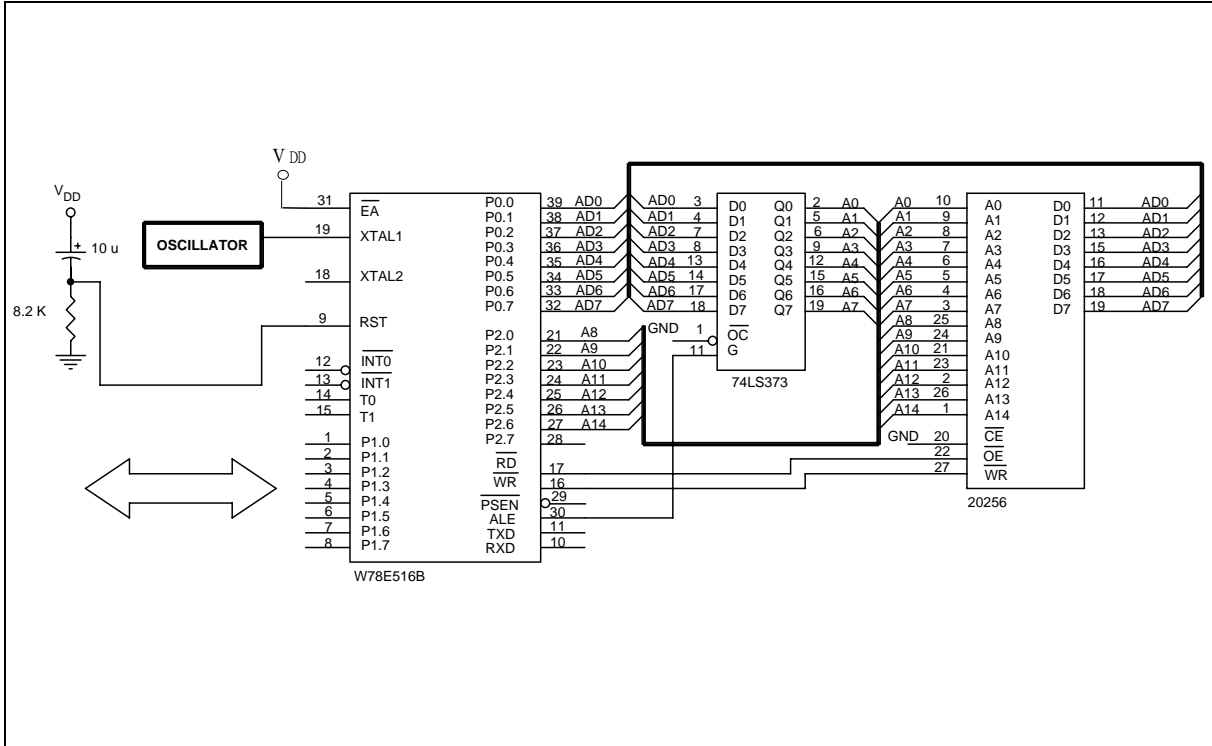 V DD
VDD
10 u
8.2 K
OSCILLATOR
31 EA
19 XTAL1
18 XTAL2
9 RST
12 INT0
13 INT1
14 T0
15 T1
1 P1.0
2 P1.1
3 P1.2
4 P1.3
5 P1.4
6 P1.5
7 P1.6
8 P1.7
P0.0 39 AD0
P0.1 38 AD1
P0.2 37 AD2
P0.3 36 AD3
P0.4 35 AD4
P0.5 34 AD5
P0.6 33 AD6
P0.7 32 AD7
P2.0 21 A8
P2.1 22 A9
P2.2 23 A10
P2.3 24 A11
P2.4 25 A12
P2.5 26 A13
P2.6 27 A14
P2.7 28
RD 17
WR 16
PSEN 29
ALE 30
TXD 11
RXD 10
W78E516B
AD0 3 D0 Q0 2 A0
AD1 4 D1 Q1 5 A1
AD2 7 D2 Q2 6 A2
AD3 8 D3 Q3 9 A3
AD4 13 D4 Q4 12 A4
AD5 14 D5 Q5 15 A5
AD6 17 D6 Q6 16 A6
AD7 18 D7 Q7 19 A7
GND 1 OC
11 G
74LS373
A0 10 A0 D0 11 AD0
A1 9 A1 D1 12 AD1
A2 8 A2 D2 13 AD2
A3 7 A3 D3 15 AD3
A4 6 A4 D4 16 AD4
A5 5 A5 D5 17 AD5
A6 4 A6 D6 18 AD6
A7 3 A7 D7 19 AD7
A8 25 A8
A9 24 A9
A10 21 A10
A11 23 A11
A12 2 A12
A13 26 A13
A14 1 A14
GND 20 CE
22 OE
27 WR
20256